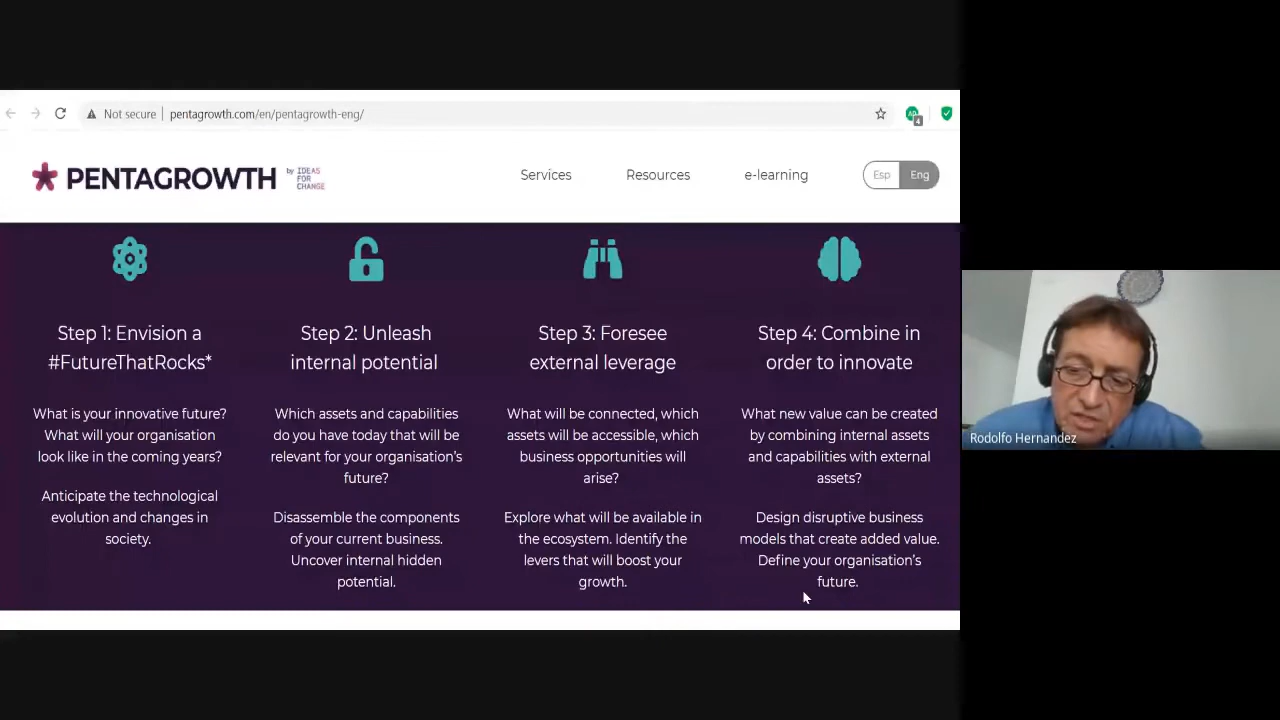 Not secure
pentagrowth.com/en/pentagrowth-eng/
4
PENTAGROWTH
by IDEAS
FOR
CHANGE
Services
Resources
e-learning
Esp
Eng
Step 1: Envision a
#FutureThatRocks*
What is your innovative future?
What will your organisation
look like in the coming years?
Anticipate the technological
evolution and changes in
society.
Step 2: Unleash
internal potential
Which assets and capabilities
do you have today that will be
relevant for your organisation's
future?
Disassemble the components
of your current business.
Uncover internal hidden
potential.
Step 3: Foresee
external leverage
What will be connected, which
assets will be accessible, which
business opportunities will
arise?
Explore what will be available in
the ecosystem. Identify the
levers that will boost your
growth.
Step 4: Combine in
order to innovate
What new value can be created
by combining internal assets
and capabilities with external
assets?
Design disruptive business
models that create added value.
Define your organisation's
future.
Rodolfo Hernandez